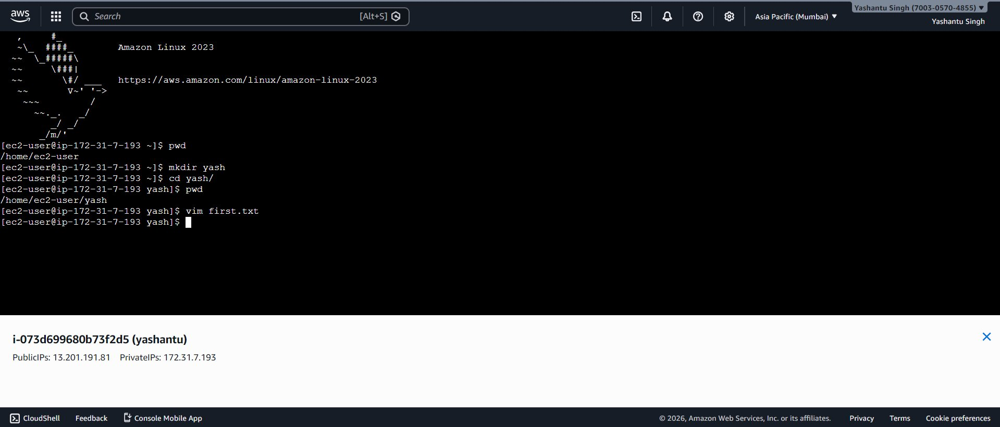 aws
Search [Alt+S]
Asia Pacific (Mumbai) ▼
Yashantu Singh (7003-0570-4855) ▼
Yashantu Singh
   ,     #_
   ~\_  ####_        Amazon Linux 2023
  ~~  \_#####\
  ~~     \###|
  ~~       \#/ ___   https://aws.amazon.com/linux/amazon-linux-2023
   ~~       V~' '->
    ~~~         /
      ~~._.   _/
         _/ _/
       _/m/'
[ec2-user@ip-172-31-7-193 ~]$ pwd
/home/ec2-user
[ec2-user@ip-172-31-7-193 ~]$ mkdir yash
[ec2-user@ip-172-31-7-193 ~]$ cd yash/
[ec2-user@ip-172-31-7-193 yash]$ pwd
/home/ec2-user/yash
[ec2-user@ip-172-31-7-193 yash]$ vim first.txt
[ec2-user@ip-172-31-7-193 yash]$
i-073d699680b73f2d5 (yashantu)
PublicIPs: 13.201.191.81 PrivateIPs: 172.31.7.193
CloudShell Feedback Console Mobile App © 2026, Amazon Web Services, Inc. or its affiliates. Privacy Terms Cookie preferences